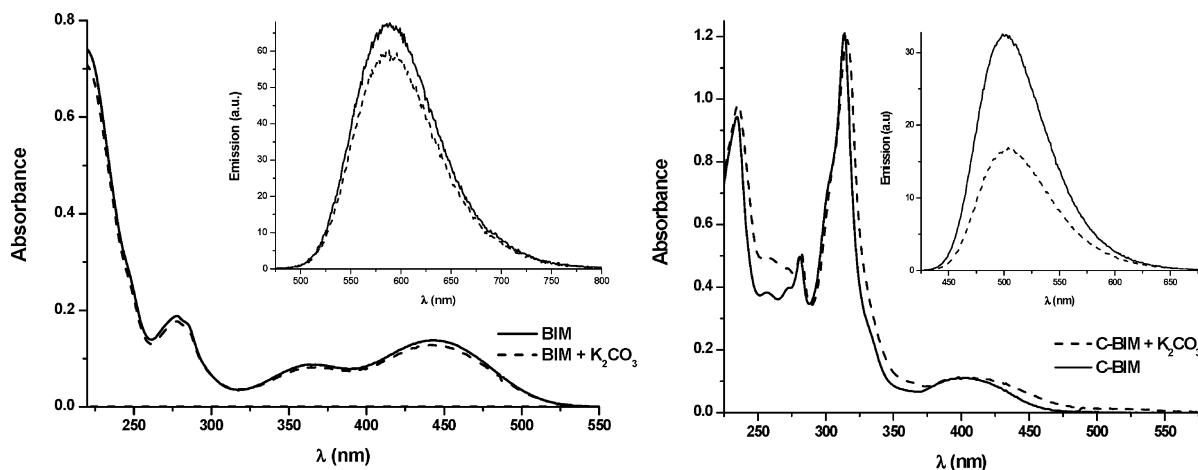 0.8
0.6
0.4
0.2
0.0
Absorbance
250 300 350 400 450 500 550
λ (nm)
60
50
40
30
20
10
0
Emission (a.u.)
500 550 600 650 700 750 800
λ (nm)
BIM
BIM + K₂CO₃
1.2
1.0
0.8
0.6
0.4
0.2
0.0
Absorbance
250 300 350 400 450 500 550
λ (nm)
30
20
10
0
Emission (a.u)
450 500 550 600 650
λ (nm)
C-BIM + K₂CO₃
C-BIM